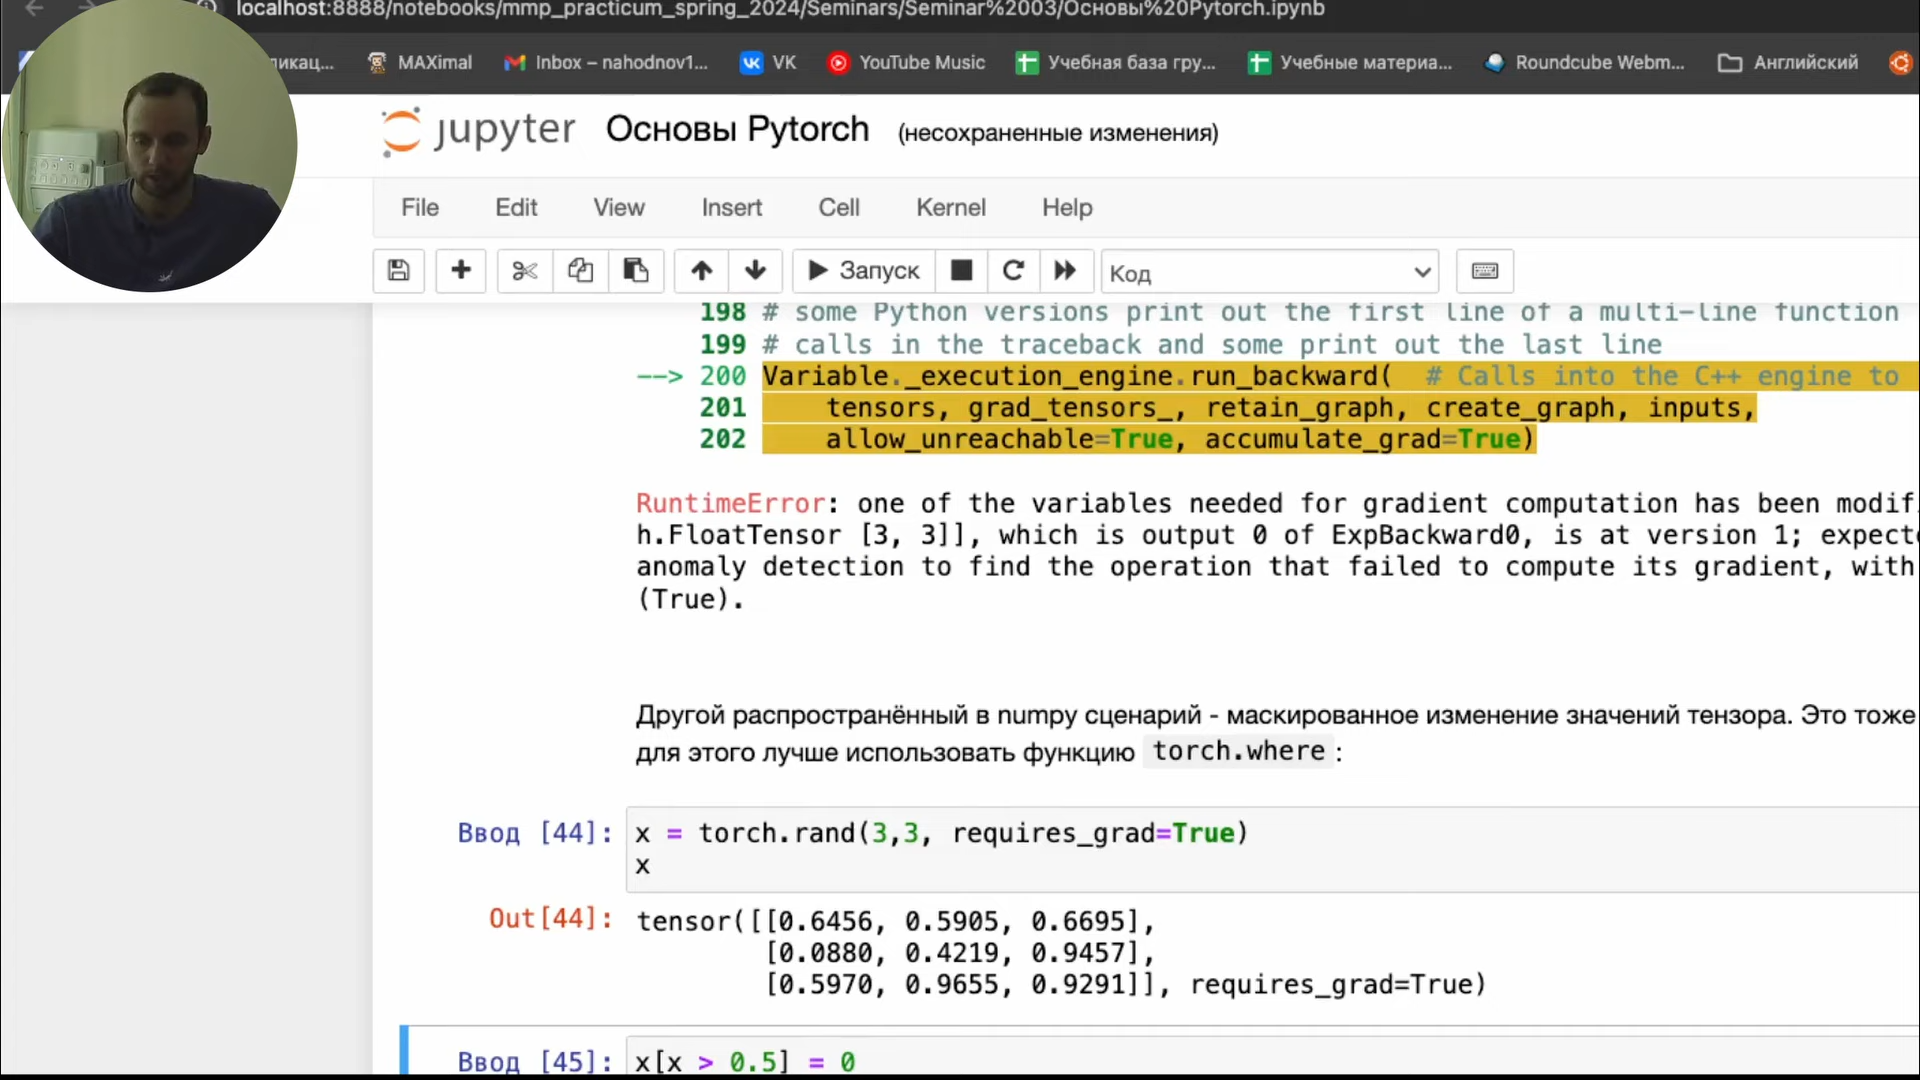 localhost:8888/notebooks/mmp_practicum_spring_2024/Seminars/Seminar%2003/Основы%20Pytorch.ipynb
ликац... MAXimal Inbox – nahodnov1... VK YouTube Music Учебная база гру... Учебные материа... Roundcube Webm... Английский
jupyter Основы Pytorch (несохраненные изменения)
File Edit View Insert Cell Kernel Help
Запуск Код
198 # some Python versions print out the first line of a multi-line function
199 # calls in the traceback and some print out the last line
--> 200 Variable._execution_engine.run_backward(  # Calls into the C++ engine to
201     tensors, grad_tensors_, retain_graph, create_graph, inputs,
202     allow_unreachable=True, accumulate_grad=True)
RuntimeError: one of the variables needed for gradient computation has been modifi
h.FloatTensor [3, 3]], which is output 0 of ExpBackward0, is at version 1; expect
anomaly detection to find the operation that failed to compute its gradient, with
(True).
Другой распространённый в numpy сценарий - маскированное изменение значений тензора. Это тоже
для этого лучше использовать функцию torch.where :
Ввод [44]: x = torch.rand(3,3, requires_grad=True)
x
Out[44]: tensor([[0.6456, 0.5905, 0.6695],
[0.0880, 0.4219, 0.9457],
[0.5970, 0.9655, 0.9291]], requires_grad=True)
Ввод [45]: x[x > 0.5] = 0